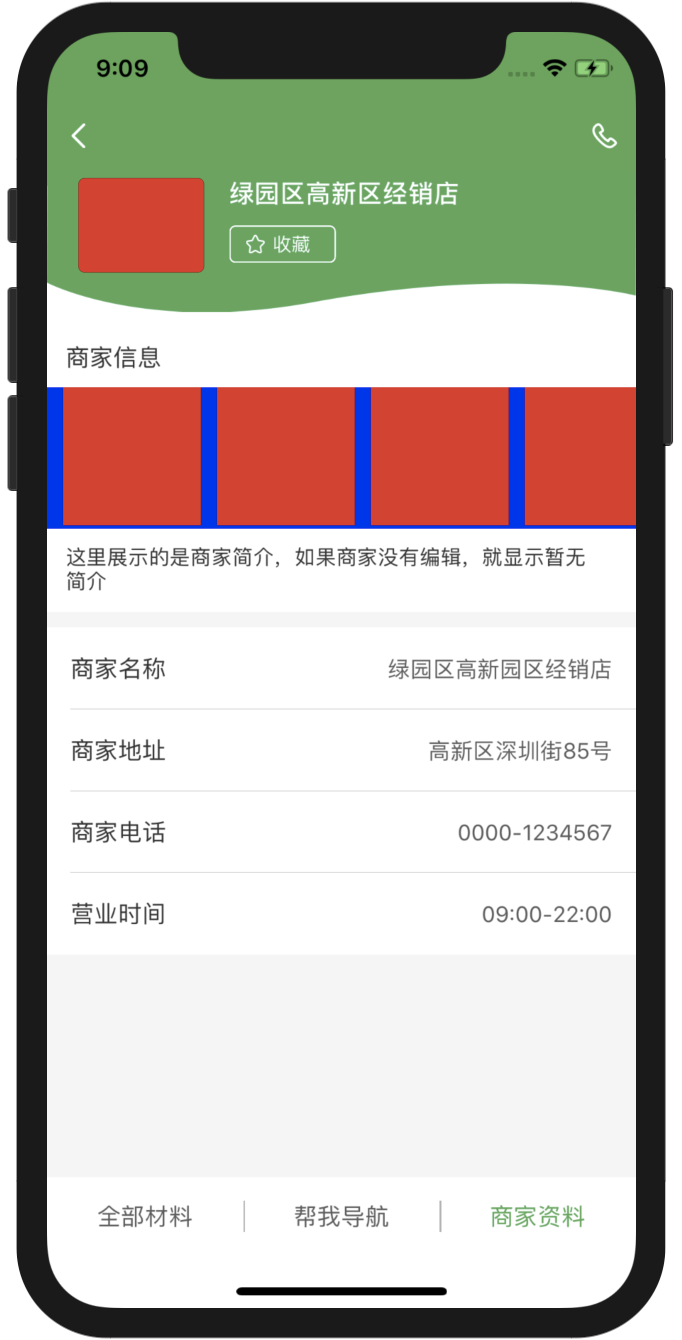 9:09
绿园区高新区经销店
收藏
商家信息
这里展示的是商家简介，如果商家没有编辑，就显示暂无
简介
商家名称 绿园区高新园区经销店
商家地址 高新区深圳街85号
商家电话 0000-1234567
营业时间 09:00-22:00
全部材料 帮我导航 商家资料